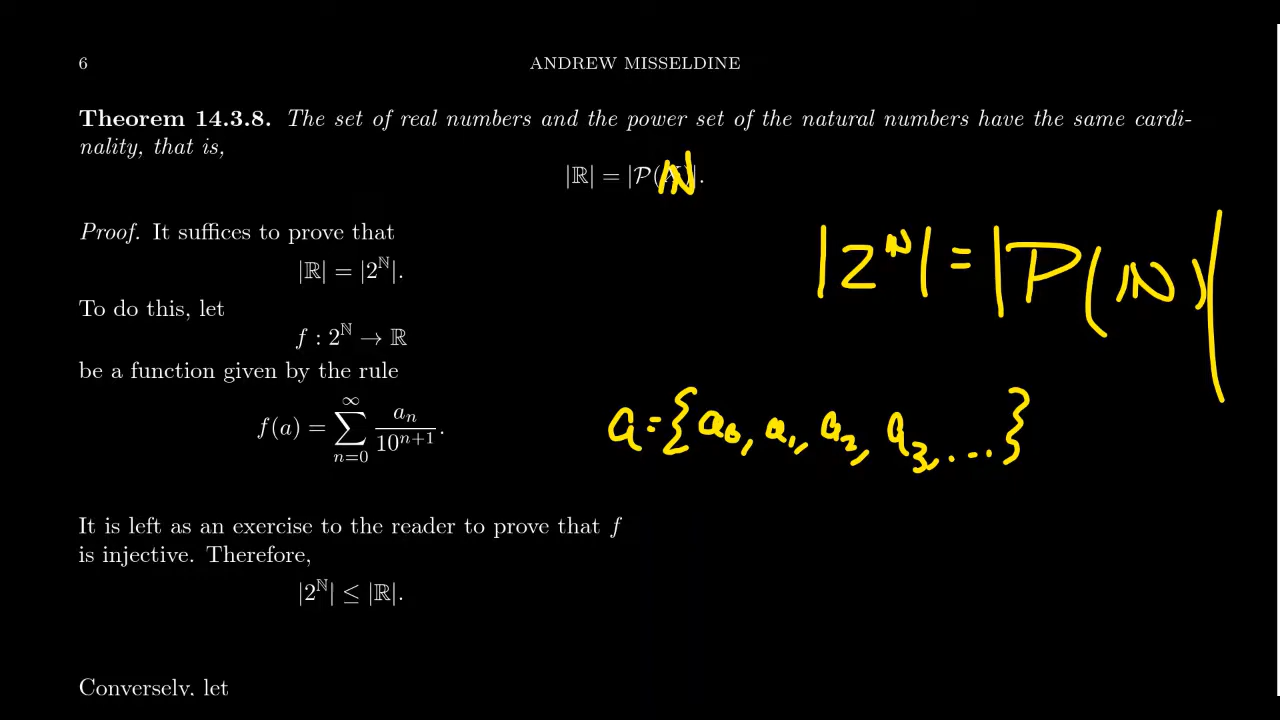 6 ANDREW MISSELDINE
Theorem 14.3.8. The set of real numbers and the power set of the natural numbers have the same cardi-
nality, that is,
|ℝ| = |𝒫(ℕ)|.
Proof. It suffices to prove that
|2^ℕ| = |𝒫(ℕ)|
|ℝ| = |2^ℕ|.
To do this, let
f : 2^ℕ → ℝ
be a function given by the rule
f(a) = ∑_{n=0}^{∞} a_n / 10^{n+1}.
a = {a_0, a_1, a_2, a_3, ...}
It is left as an exercise to the reader to prove that f
is injective. Therefore,
|2^ℕ| ≤ |ℝ|.
Conversely, let